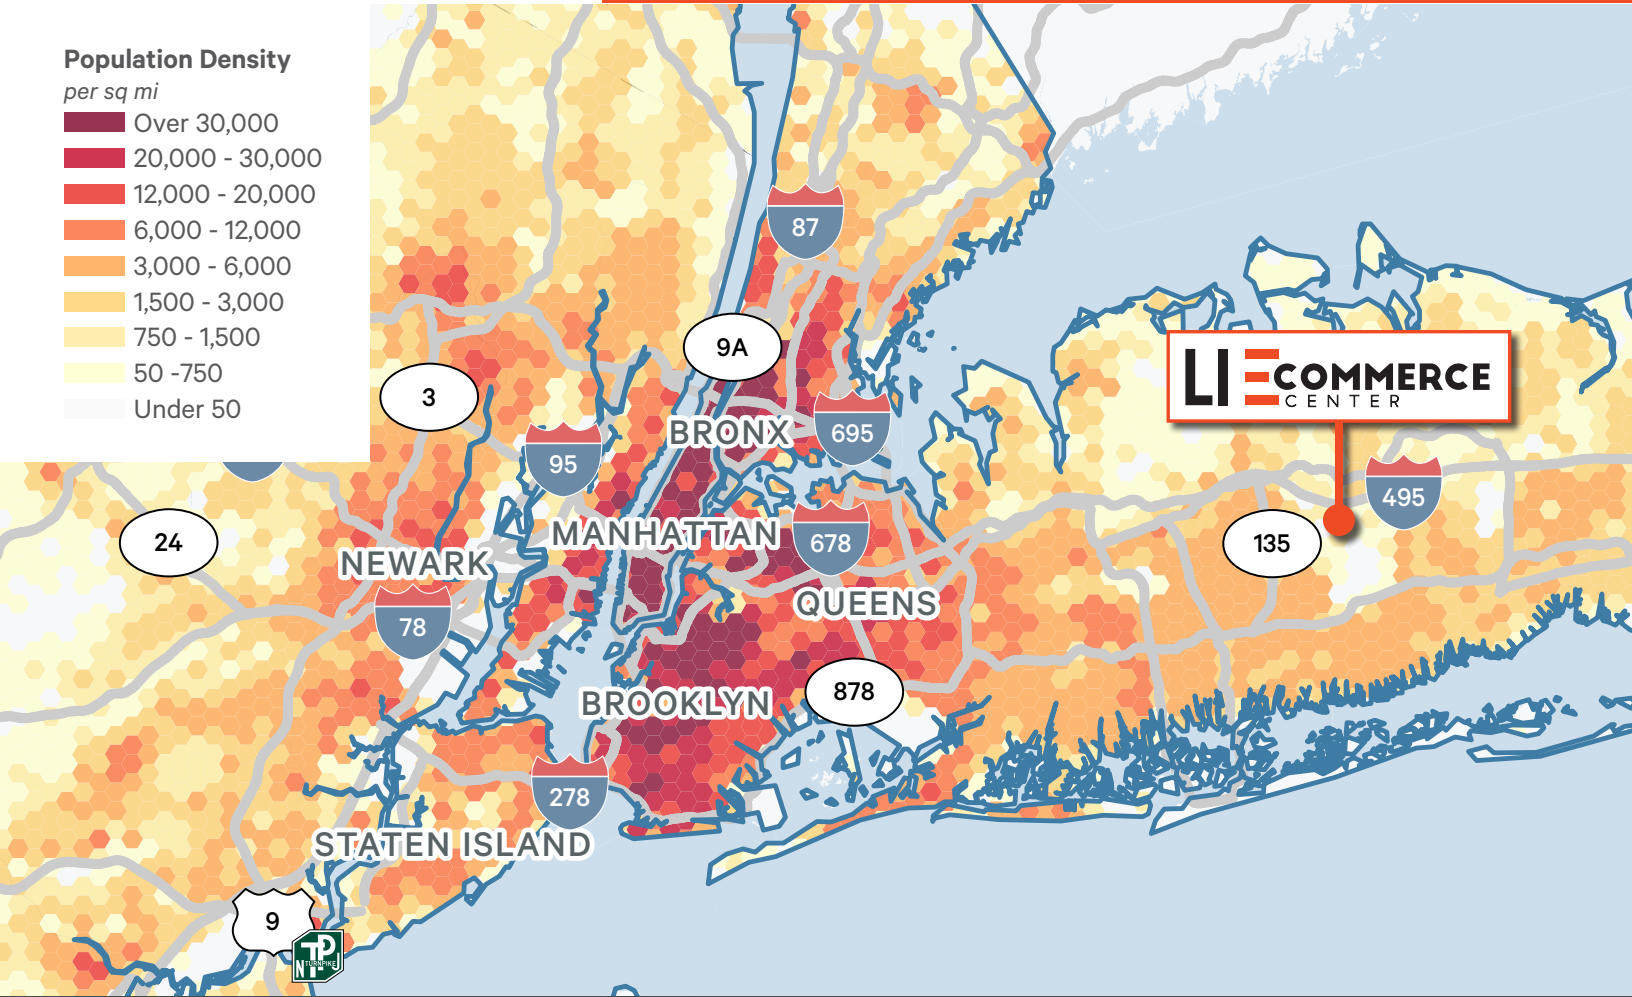 Population Density
per sq mi
Over 30,000
20,000 - 30,000
12,000 - 20,000
6,000 - 12,000
3,000 - 6,000
1,500 - 3,000
750 - 1,500
50 -750
Under 50
87
9A
3
LI ECOMMERCE
CENTER
BRONX
695
95
495
24
MANHATTAN
678
135
NEWARK
78
QUEENS
BROOKLYN
878
278
STATEN ISLAND
9
TP
N TURNPIKE J